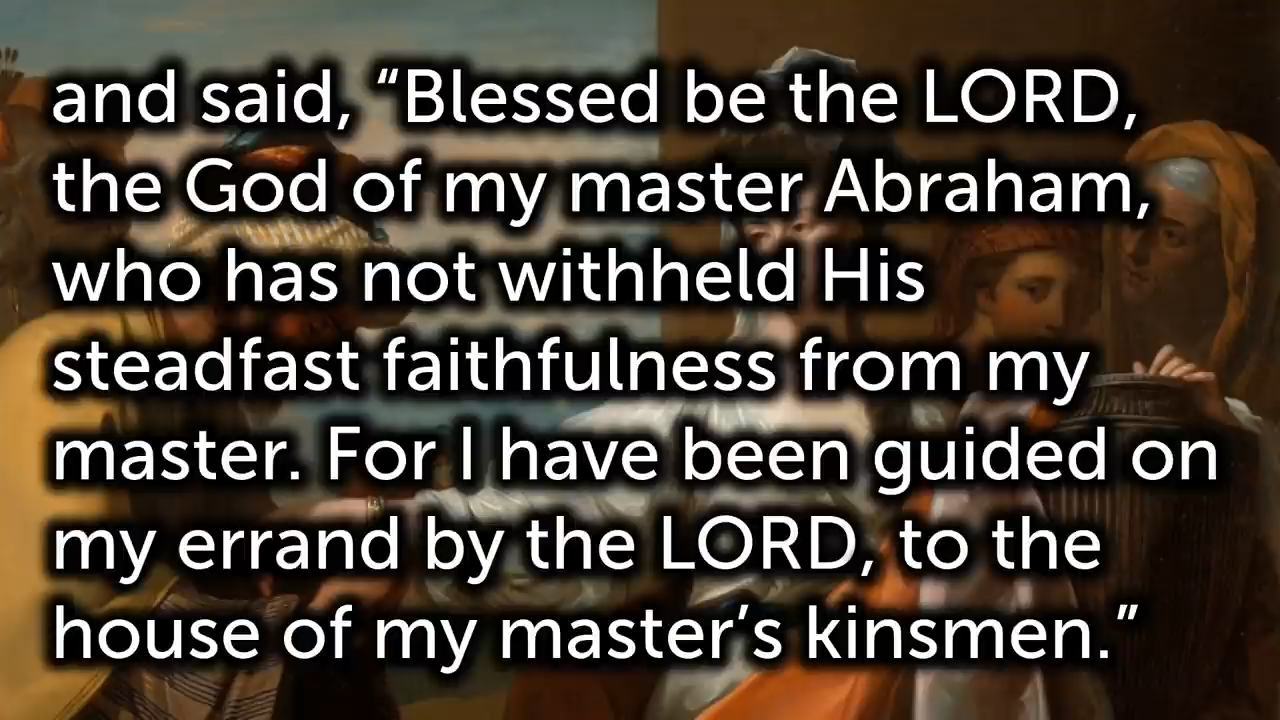 and said, “Blessed be the LORD,
the God of my master Abraham,
who has not withheld His
steadfast faithfulness from my
master. For I have been guided on
my errand by the LORD, to the
house of my master’s kinsmen.”